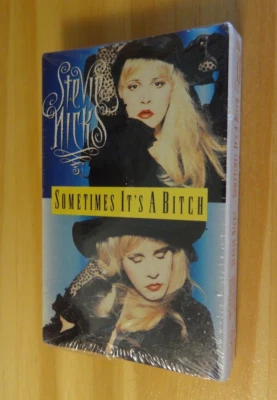 STEVIE
NICKS
SOMETIMES IT'S A BITCH